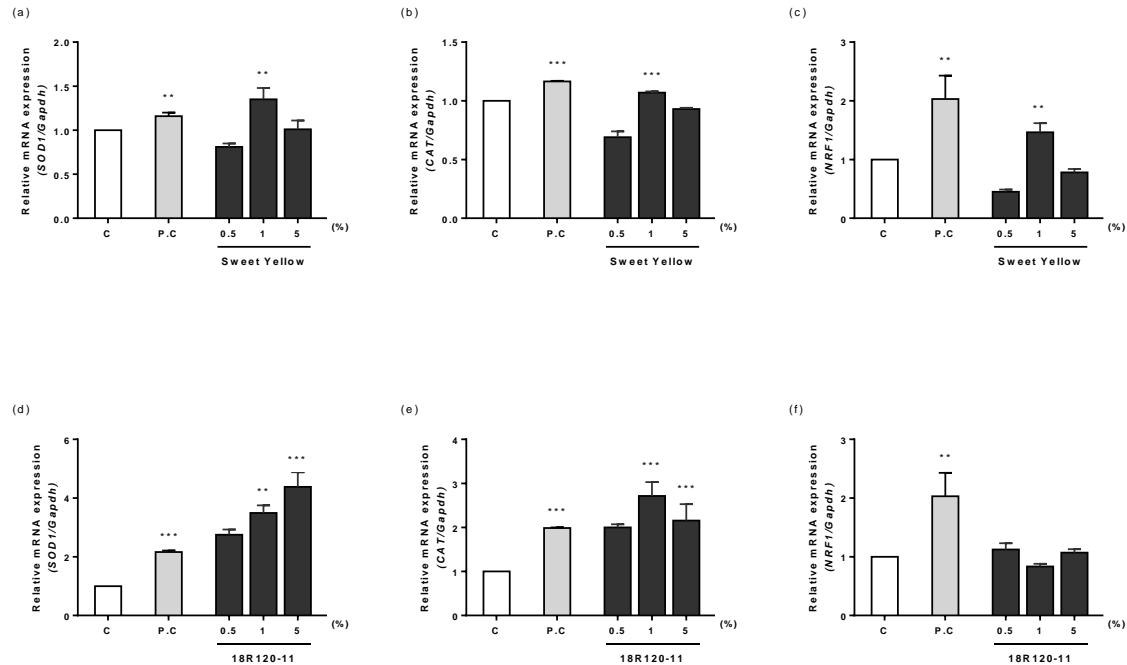 (a)
Relative mRNA expression
(SOD1/Gapdh)
2.0
1.5
1.0
0.5
0.0
**
**
C
P.C
0.5
1
5
(%)
Sweet Yellow
(b)
Relative mRNA expression
(CAT/Gapdh)
1.5
1.0
0.5
0.0
***
***
C
P.C
0.5
1
5
(%)
Sweet Yellow
(c)
Relative mRNA expression
(NRF1/Gapdh)
3
2
1
0
**
**
C
P.C
0.5
1
5
(%)
Sweet Yellow
(d)
Relative mRNA expression
(SOD1/Gapdh)
6
4
2
0
***
**
***
C
P.C
0.5
1
5
(%)
18R120-11
(e)
Relative mRNA expression
(CAT/Gapdh)
4
3
2
1
0
***
***
***
C
P.C
0.5
1
5
(%)
18R120-11
(f)
Relative mRNA expression
(NRF1/Gapdh)
3
2
1
0
**
C
P.C
0.5
1
5
(%)
18R120-11